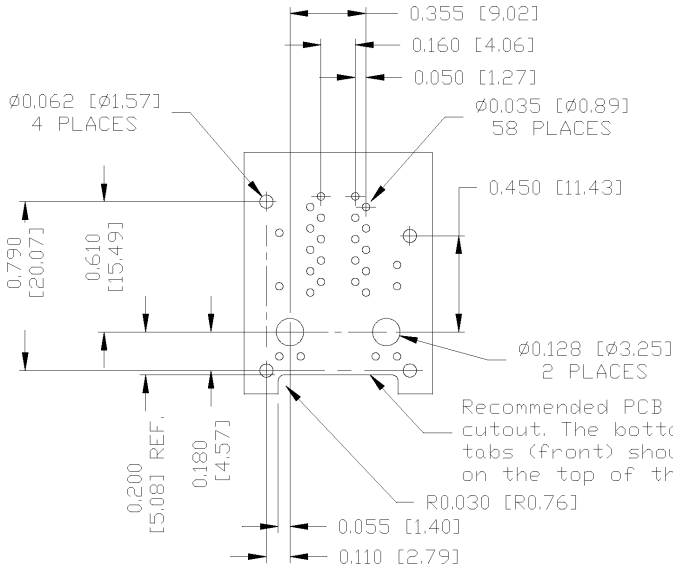 0.355 [9.02]
0.160 [4.06]
0.050 [1.27]
Ø0.062 [Ø1.57]
4 PLACES
Ø0.035 [Ø0.89]
58 PLACES
0.450 [11.43]
0.790
[20.07]
0.610
[15.49]
Ø0.128 [Ø3.25]
2 PLACES
Recommended PCB
cutout. The
tabs (front)
on the top of
0.200
[5.08] REF.
0.180
[4.57]
R0.030 [R0.76]
0.055 [1.40]
0.110 [2.79]